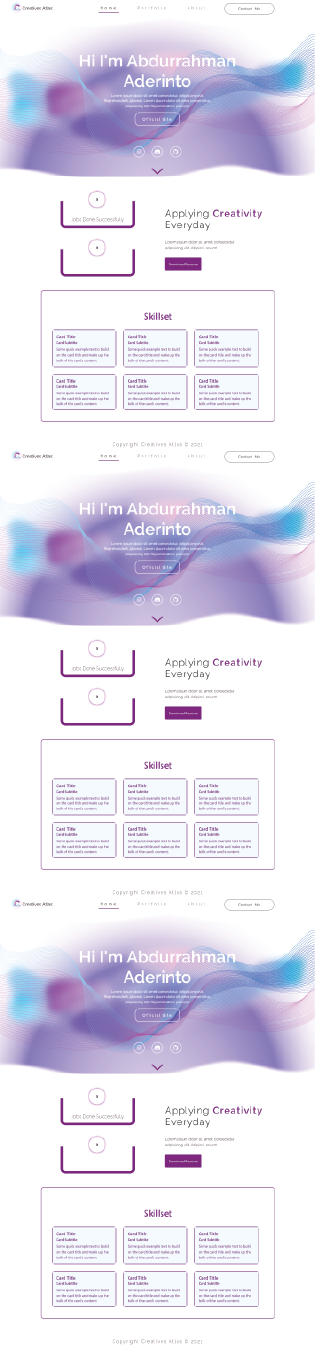 Creatives Atlas
Home Portfolio About Contact Me
Hi I'm Abdurrahman
Aderinto
Lorem ipsum dolor sit amet consectetur adipisicing elit.
Jobs Done Successfully
Applying Creativity
Everyday
Lorem ipsum dolor sit amet consectetur
adipisicing elit.
Skillset
Card Title Card Title Card Title
Card Subtitle Card Subtitle Card Subtitle
Some quick example text to build Some quick example text to build Some quick example text to build
on the card title and make up the on the card title and make up the on the card title and make up the
bulk of the card's content. bulk of the card's content. bulk of the card's content.
Card Title Card Title Card Title
Card Subtitle Card Subtitle Card Subtitle
Some quick example text to build Some quick example text to build Some quick example text to build
on the card title and make up the on the card title and make up the on the card title and make up the
bulk of the card's content. bulk of the card's content. bulk of the card's content.
Copyright Creatives Atlas © 2021
Creatives Atlas
Home Portfolio About Contact Me
Hi I'm Abdurrahman
Aderinto
Lorem ipsum dolor sit amet consectetur adipisicing elit.
Jobs Done Successfully
Applying Creativity
Everyday
Lorem ipsum dolor sit amet consectetur
adipisicing elit.
Skillset
Card Title Card Title Card Title
Card Subtitle Card Subtitle Card Subtitle
Some quick example text to build Some quick example text to build Some quick example text to build
on the card title and make up the on the card title and make up the on the card title and make up the
bulk of the card's content. bulk of the card's content. bulk of the card's content.
Card Title Card Title Card Title
Card Subtitle Card Subtitle Card Subtitle
Some quick example text to build Some quick example text to build Some quick example text to build
on the card title and make up the on the card title and make up the on the card title and make up the
bulk of the card's content. bulk of the card's content. bulk of the card's content.
Copyright Creatives Atlas © 2021
Creatives Atlas
Home Portfolio About Contact Me
Hi I'm Abdurrahman
Aderinto
Lorem ipsum dolor sit amet consectetur adipisicing elit.
Jobs Done Successfully
Applying Creativity
Everyday
Lorem ipsum dolor sit amet consectetur
adipisicing elit.
Skillset
Card Title Card Title Card Title
Card Subtitle Card Subtitle Card Subtitle
Some quick example text to build Some quick example text to build Some quick example text to build
on the card title and make up the on the card title and make up the on the card title and make up the
bulk of the card's content. bulk of the card's content. bulk of the card's content.
Card Title Card Title Card Title
Card Subtitle Card Subtitle Card Subtitle
Some quick example text to build Some quick example text to build Some quick example text to build
on the card title and make up the on the card title and make up the on the card title and make up the
bulk of the card's content. bulk of the card's content. bulk of the card's content.
Copyright Creatives Atlas © 2021